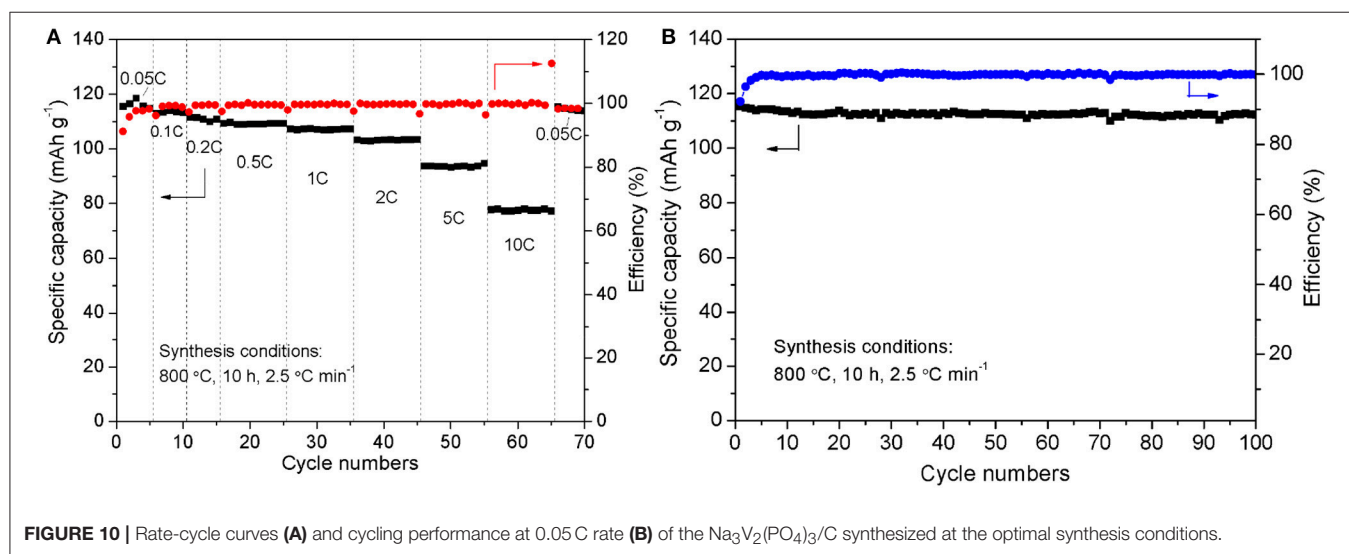 A
140
120
100
80
60
40
20
0
Specific capacity (mAh g⁻¹)
0.05C
0.1C
0.2C
0.5C
1C
2C
5C
10C
0.05C
Synthesis conditions:
800 °C, 10 h, 2.5 °C min⁻¹
0 10 20 30 40 50 60 70
Cycle numbers
120
100
80
60
40
20
0
Efficiency (%)
B
140
120
100
80
60
40
20
0
Specific capacity (mAh g⁻¹)
Synthesis conditions:
800 °C, 10 h, 2.5 °C min⁻¹
0 10 20 30 40 50 60 70 80 90 100
Cycle numbers
100
80
60
40
20
Efficiency (%)
FIGURE 10 | Rate-cycle curves (A) and cycling performance at 0.05 C rate (B) of the Na₃V₂(PO₄)₃/C synthesized at the optimal synthesis conditions.